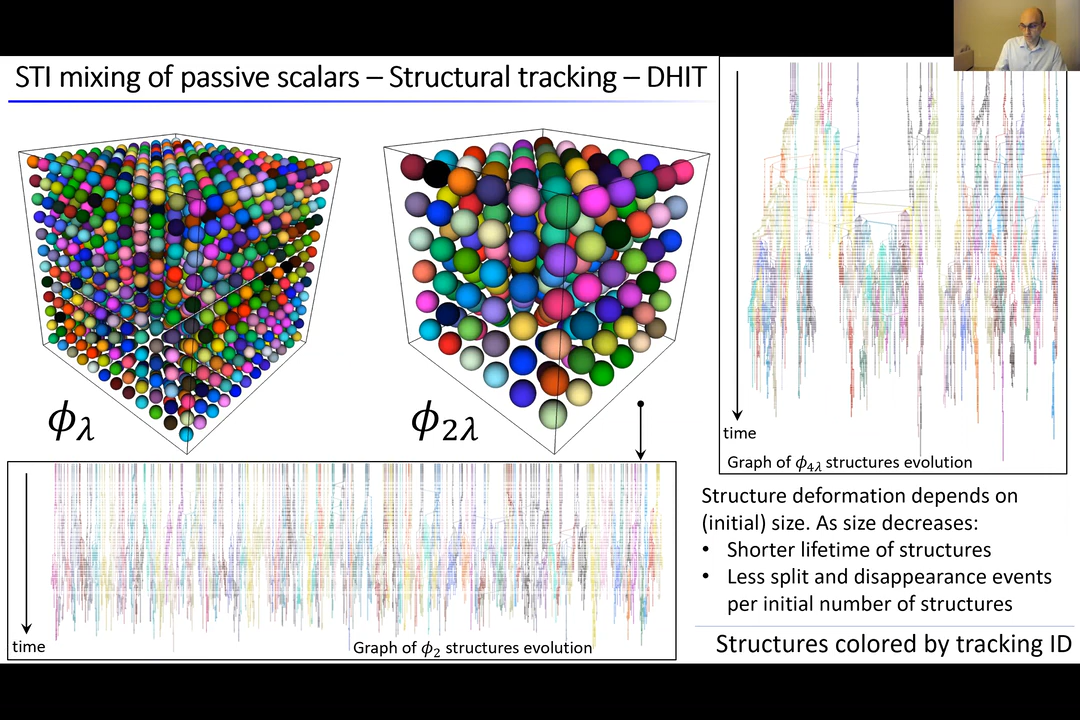 STI mixing of passive scalars – Structural tracking – DHIT
ϕλ
ϕ2λ
time
Graph of ϕ4λ structures evolution
time
Graph of ϕ2 structures evolution
Structure deformation depends on
(initial) size. As size decreases:
• Shorter lifetime of structures
• Less split and disappearance events
per initial number of structures
Structures colored by tracking ID